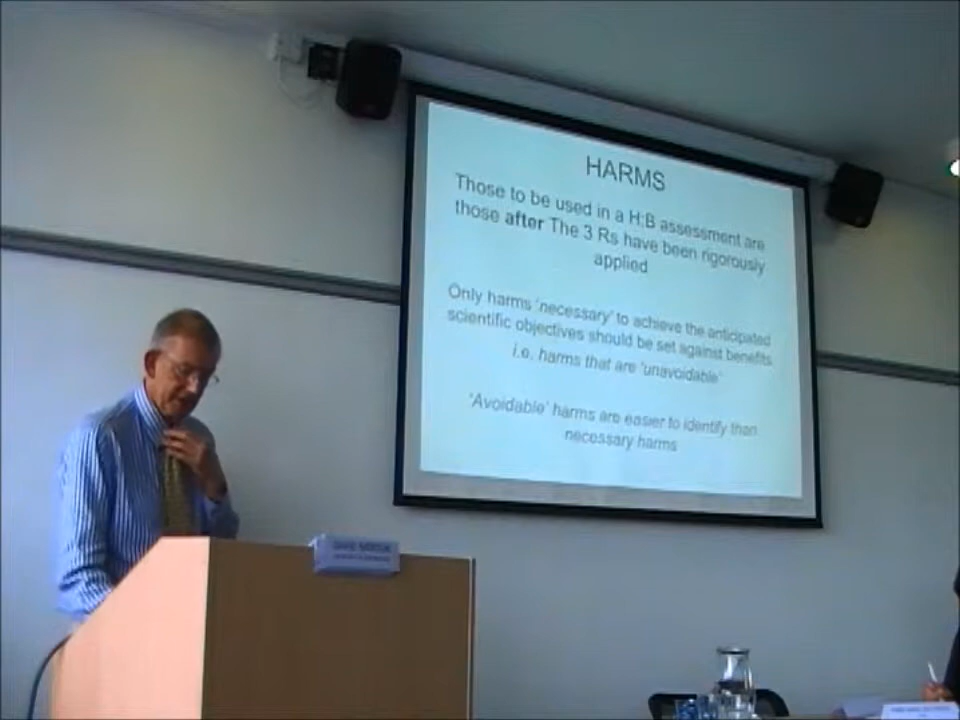 HARMS
Those to be used in a H:B assessment are
those after The 3 Rs have been rigorously
applied
Only harms 'necessary' to achieve the anticipated
scientific objectives should be set against benefits
i.e. harms that are 'unavoidable'
'Avoidable' harms are easier to identify than
necessary harms